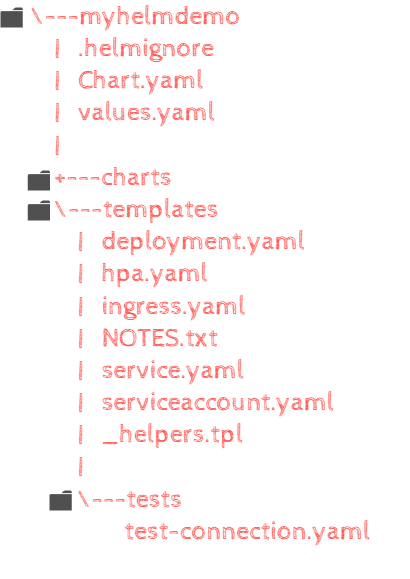 \---myhelmdemo
| .helmignore
| Chart.yaml
| values.yaml
|
+---charts
\---templates
| deployment.yaml
| hpa.yaml
| ingress.yaml
| NOTES.txt
| service.yaml
| serviceaccount.yaml
| _helpers.tpl
|
\---tests
test-connection.yaml